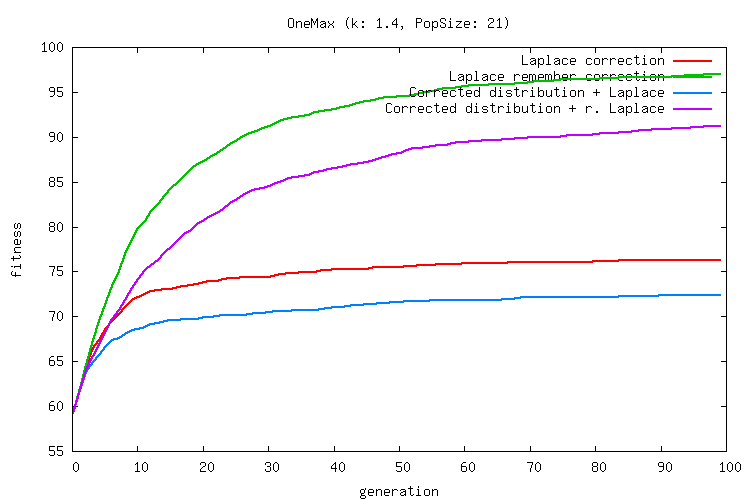 OneMax (k: 1.4, PopSize: 21)
Laplace correction
Laplace remember correction
Corrected distribution + Laplace
Corrected distribution + r. Laplace
100
95
90
85
80
75
70
65
60
55
fitness
0 10 20 30 40 50 60 70 80 90 100
generation